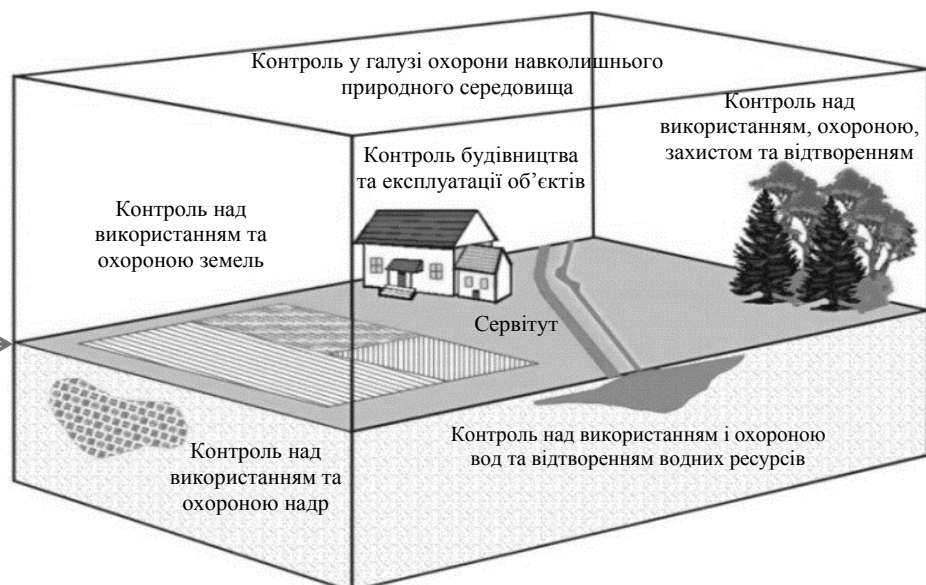 Контроль у галузі охорони навколишнього
природного середовища
Контроль над
використанням, охороною,
захистом та відтворенням
Контроль будівництва
та експлуатації об’єктів
Контроль над
використанням та
охороною земель
Сервітут
Контроль над використанням і охороною
вод та відтворенням водних ресурсів
Контроль над
використанням та
охороною надр